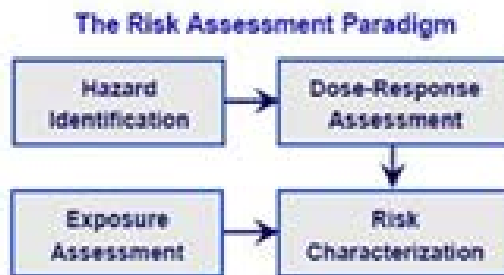 The Risk Assessment Paradigm
Hazard
Identification
Dose-Response
Assessment
Exposure
Assessment
Risk
Characterization